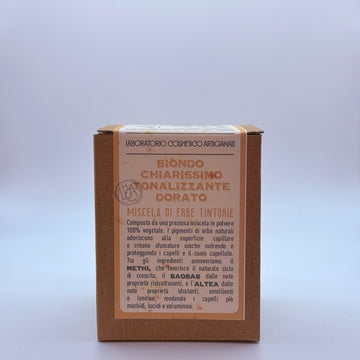 LABORATORIO COSMETICO ARTIGIANALE
BIONDO
CHIARISSIMO
TONALIZZANTE
DORATO
MISCELA DI ERBE TINTORIE
Composto da una preziosa miscela in polvere
100% vegetale. I pigmenti di erbe naturali
aderiscono alla superficie capillare
e creano sfumature uniche nutrendo e
proteggendo i capelli e il cuoio capelluto.
Tra gli ingredienti annoveriamo il
METHI, che favorisce il naturale ciclo
di crescita, il BAOBAB dalle note
proprietà ristrutturanti, e l'ALTEA dalle
note proprietà idratanti, emollienti
e lenitive, rendendo i capelli più
morbidi, lucidi e voluminosi.